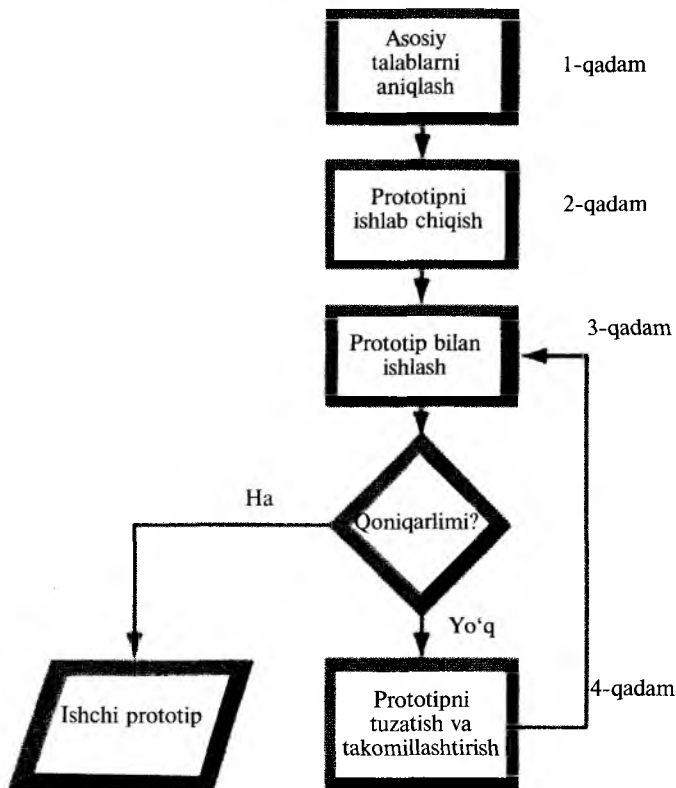 Asosiy
talablarni
aniqlash
1-qadam
Prototipni
ishlab chiqish
2-qadam
3-qadam
Prototip bilan
ishlash
Ha
Qoniqarlimi?
Yo‘q
4-qadam
Ishchi prototip
Prototipni
tuzatish va
takomillashtirish